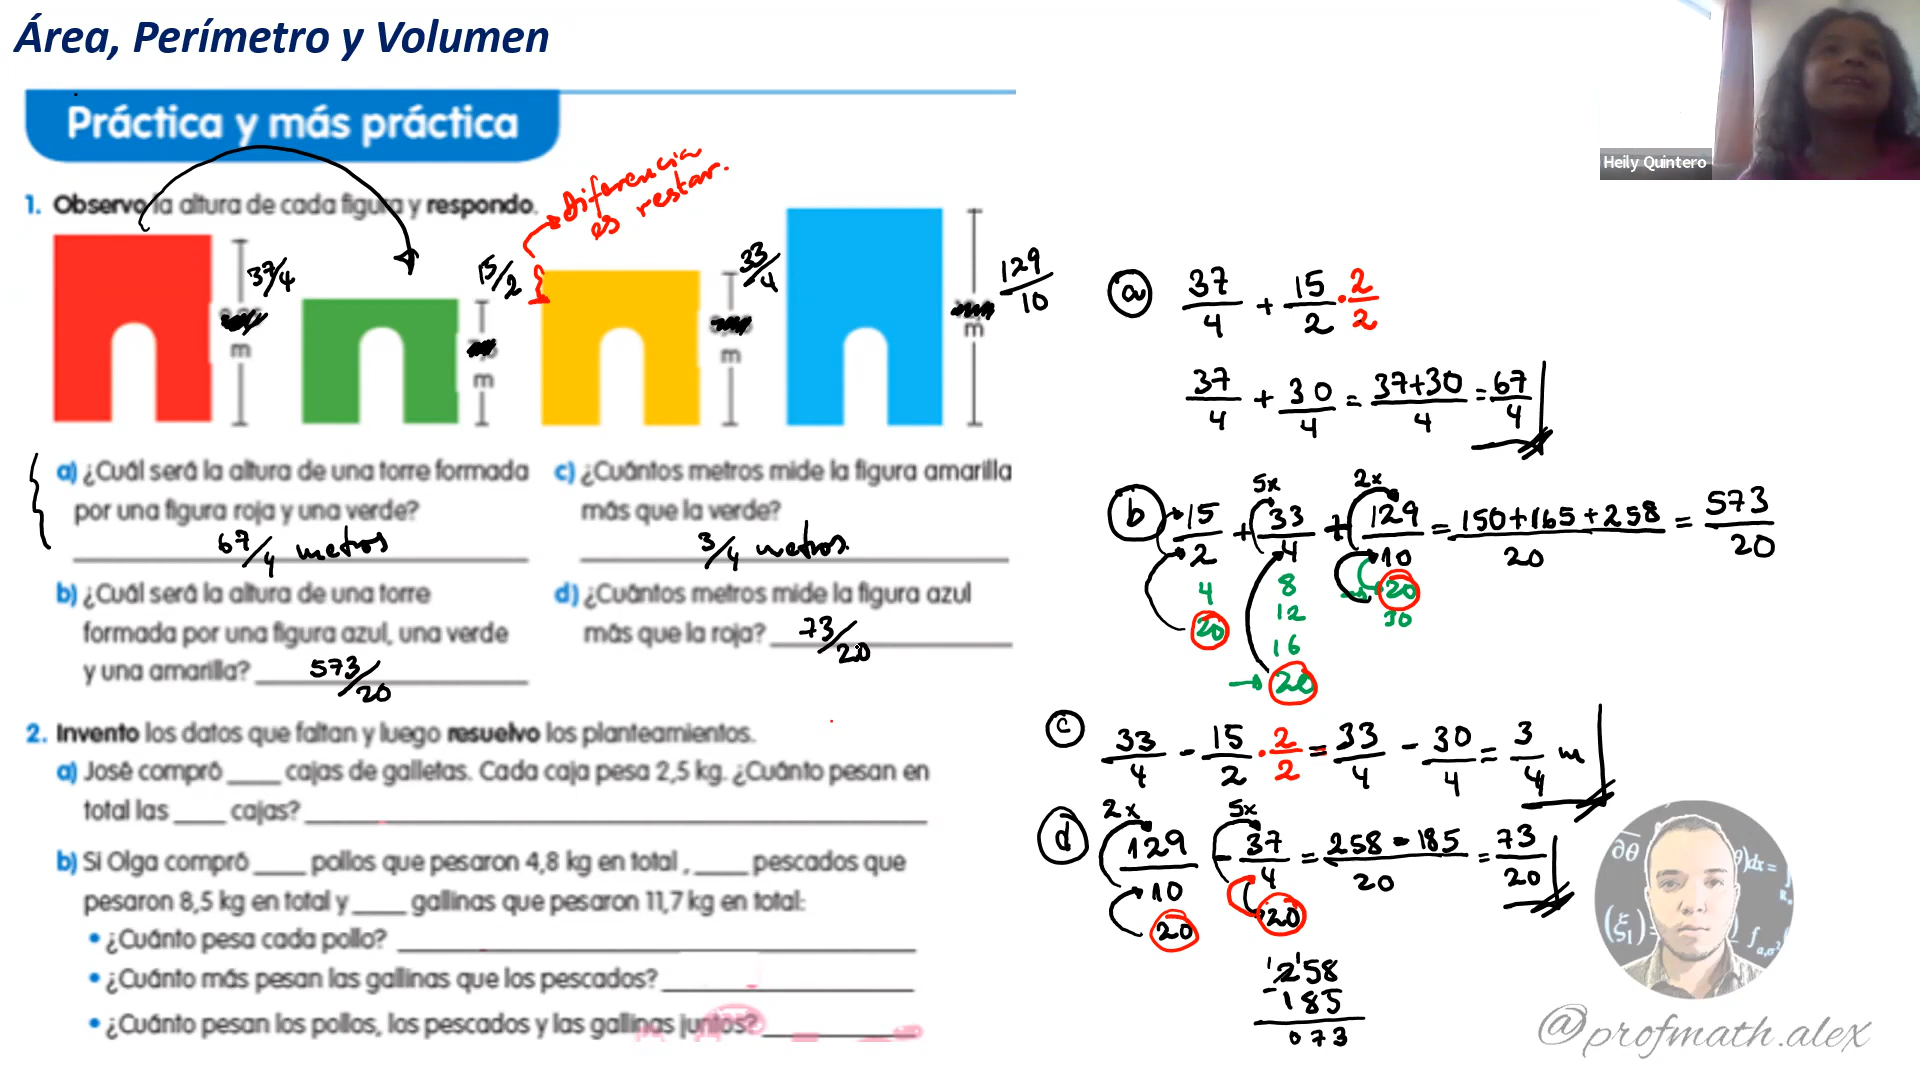 Área, Perímetro y Volumen
Heily Quintero
Práctica y más práctica
1. Observo la altura de cada figura y respondo.
Diferencia
es restar.
37/4
m
15/2
m
33/4
m
129/10
m
a) ¿Cuál será la altura de una torre formada
por una figura roja y una verde?
67/4 metros
b) ¿Cuál será la altura de una torre
formada por una figura azul, una verde
y una amarilla? 573/20
c) ¿Cuántos metros mide la figura amarilla
más que la verde?
3/4 metros.
d) ¿Cuántos metros mide la figura azul
más que la roja? 73/20
2. Invento los datos que faltan y luego resuelvo los planteamientos.
a) José compró ____ cajas de galletas. Cada caja pesa 2,5 kg. ¿Cuánto pesan en
total las ____ cajas? ____
b) Si Olga compró ____ pollos que pesaron 4,8 kg en total , ____ pescados que
pesaron 8,5 kg en total y ____ gallinas que pesaron 11,7 kg en total:
• ¿Cuánto pesa cada pollo? ____
• ¿Cuánto más pesan las gallinas que los pescados? ____
• ¿Cuánto pesan los pollos, los pescados y las gallinas juntos? ____
a 37/4 + 15/2 · 2/2
37/4 + 30/4 = 37+30/4 = 67/4
5x 2x
b 15/2 + 33/4 + 129/10 = 150+165+258/20 = 573/20
4 8 20
20 12 30
16
20
c 33/4 - 15/2 · 2/2 = 33/4 - 30/4 = 3/4 m
2x 5x
d 129/10 - 37/4 = 258-185/20 = 73/20
20 20
258
- 185
073
@profmath.alex